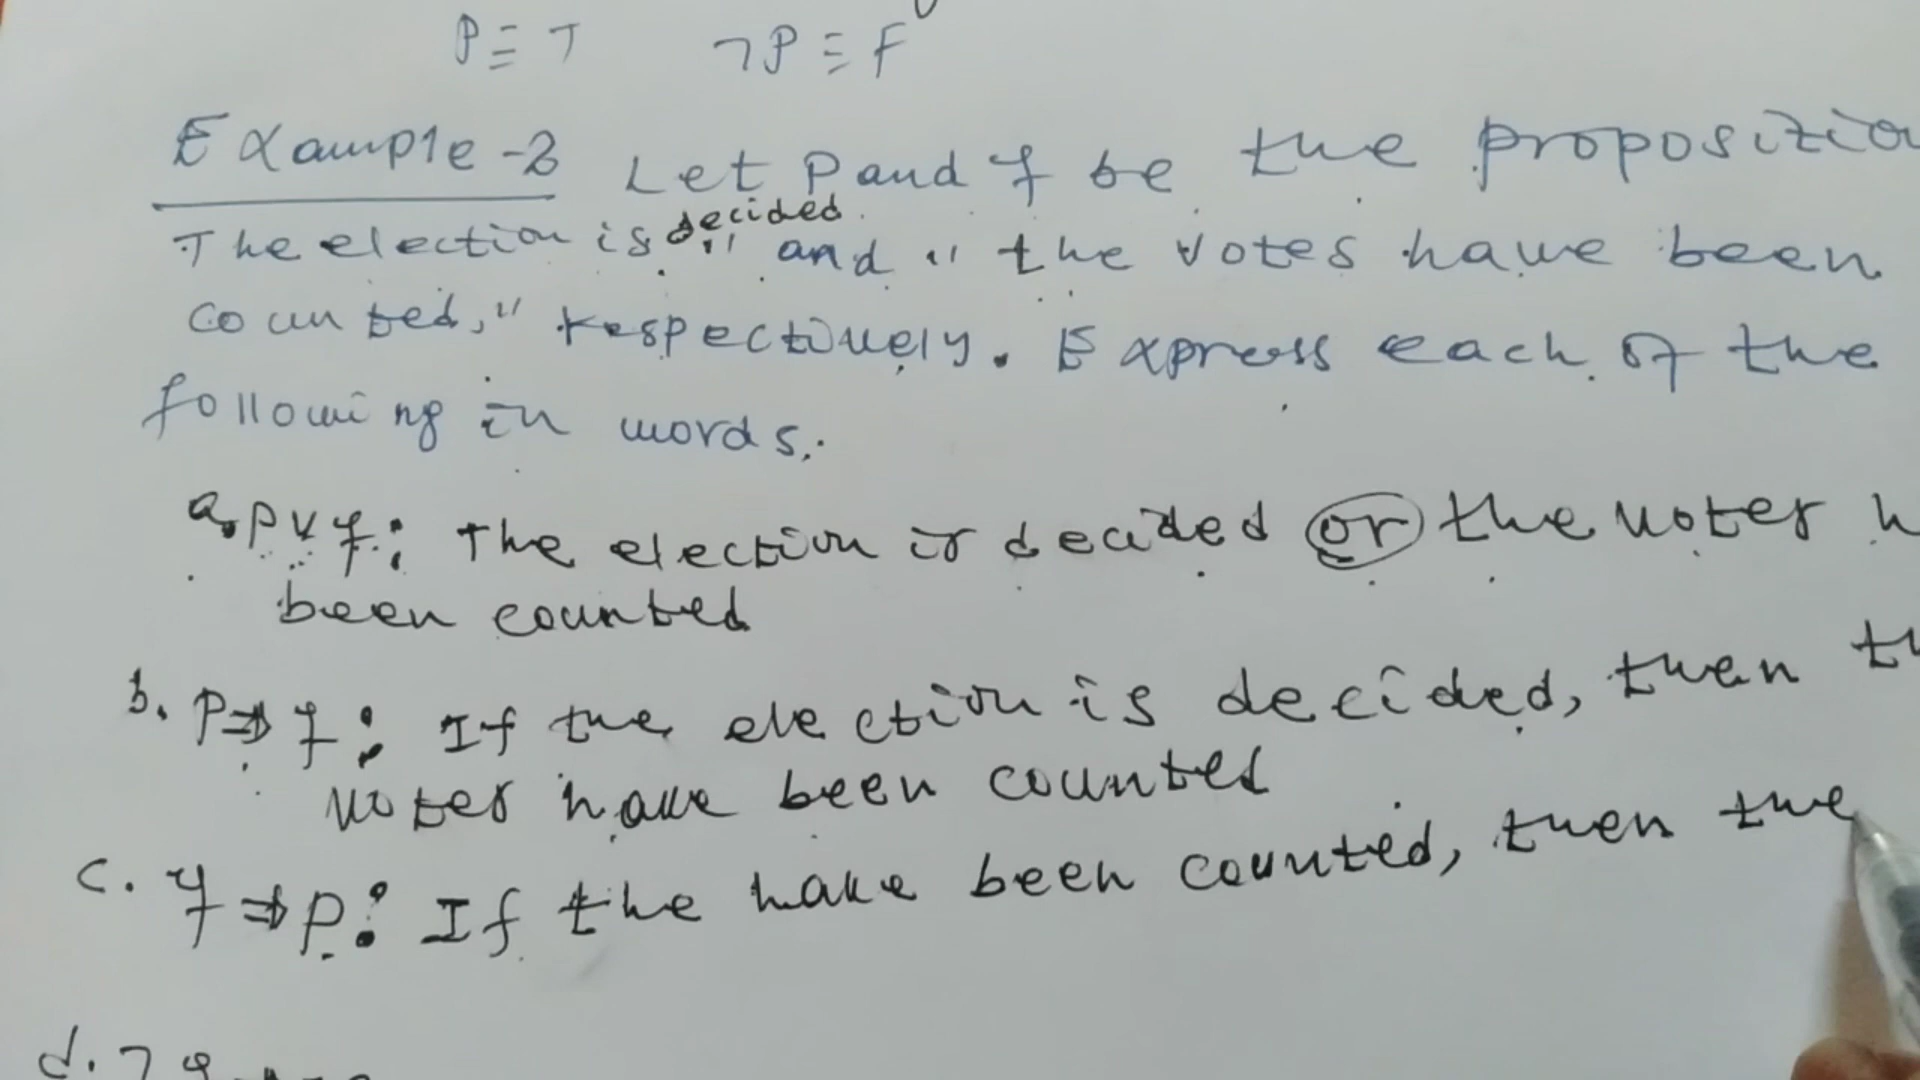 P ≡ T ¬P ≡ F
Example-2 Let P and q be the propositio
The election is decided" and "the votes have been
counted," respectively. Express each of the
following in words.
a. p ∨ q: The election is decided or the votes h
been counted
b. p ⇒ q: If the election is decided, then th
votes have been counted
c. q ⇒ p: If the have been counted, then the
d. ¬q